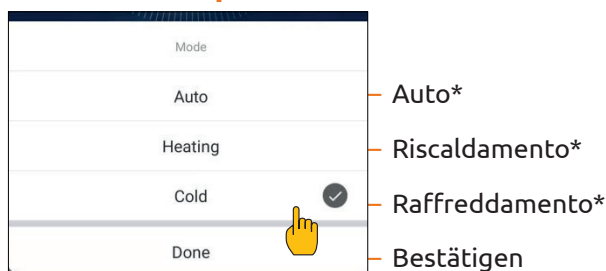 Mode
Auto
Auto*
Heating
Riscaldamento*
Cold
Raffreddamento*
Done
Bestätigen